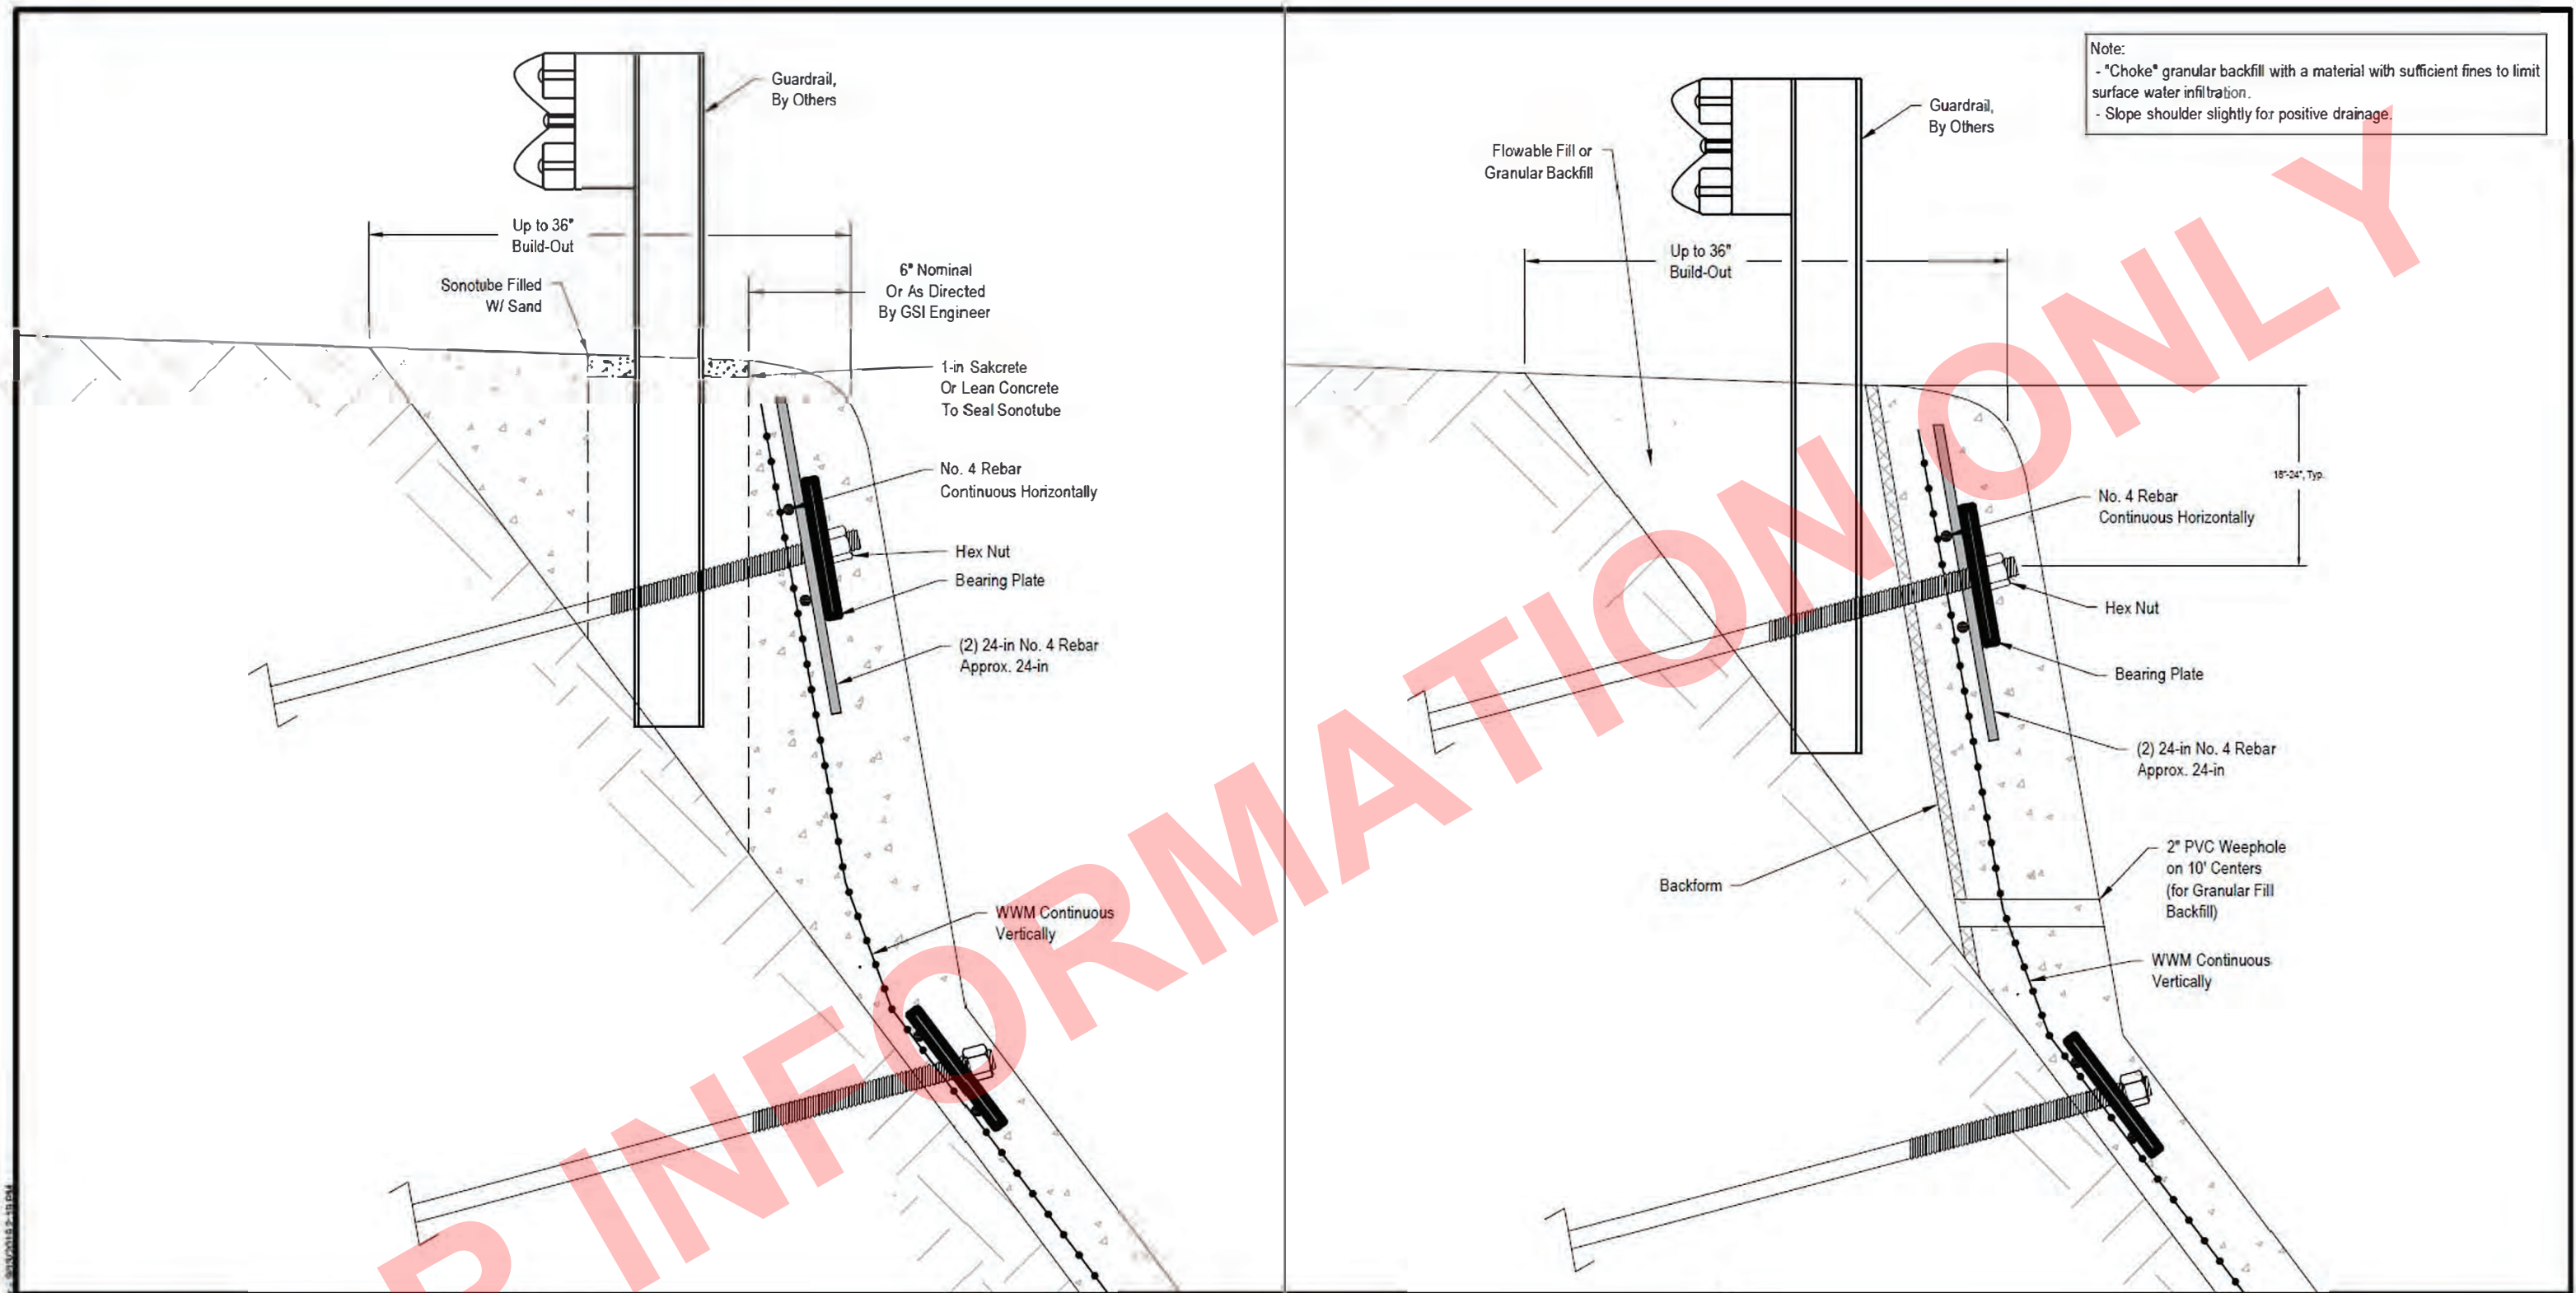 Guardrail,
By Others
Up to 36"
Build-Out
6" Nominal
Or As Directed
By GSI Engineer
Sonotube Filled
W/ Sand
1-in Sakcrete
Or Lean Concrete
To Seal Sonotube
No. 4 Rebar
Continuous Horizontally
Hex Nut
Bearing Plate
(2) 24-in No. 4 Rebar
Approx. 24-in
WWM Continuous
Vertically
Note:
- "Choke" granular backfill with a material with sufficient fines to limit
surface water infiltration.
- Slope shoulder slightly for positive drainage.
Guardrail,
By Others
Flowable Fill or
Granular Backfill
Up to 36"
Build-Out
18"-24", Typ.
No. 4 Rebar
Continuous Horizontally
Hex Nut
Bearing Plate
(2) 24-in No. 4 Rebar
Approx. 24-in
Backform
2" PVC Weephole
on 10' Centers
(for Granular Fill
Backfill)
WWM Continuous
Vertically
R INFORMATION ONLY